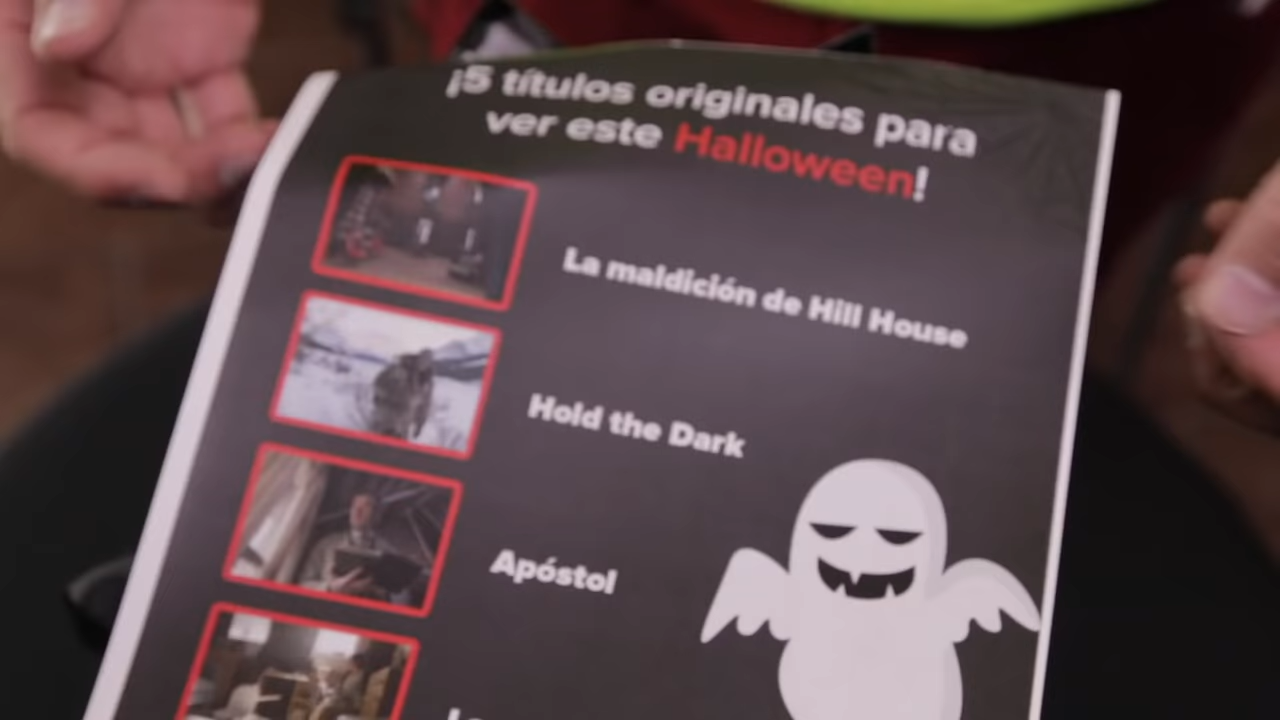 ¡5 títulos originales para
ver este Halloween!
La maldición de Hill House
Hold the Dark
Apóstol